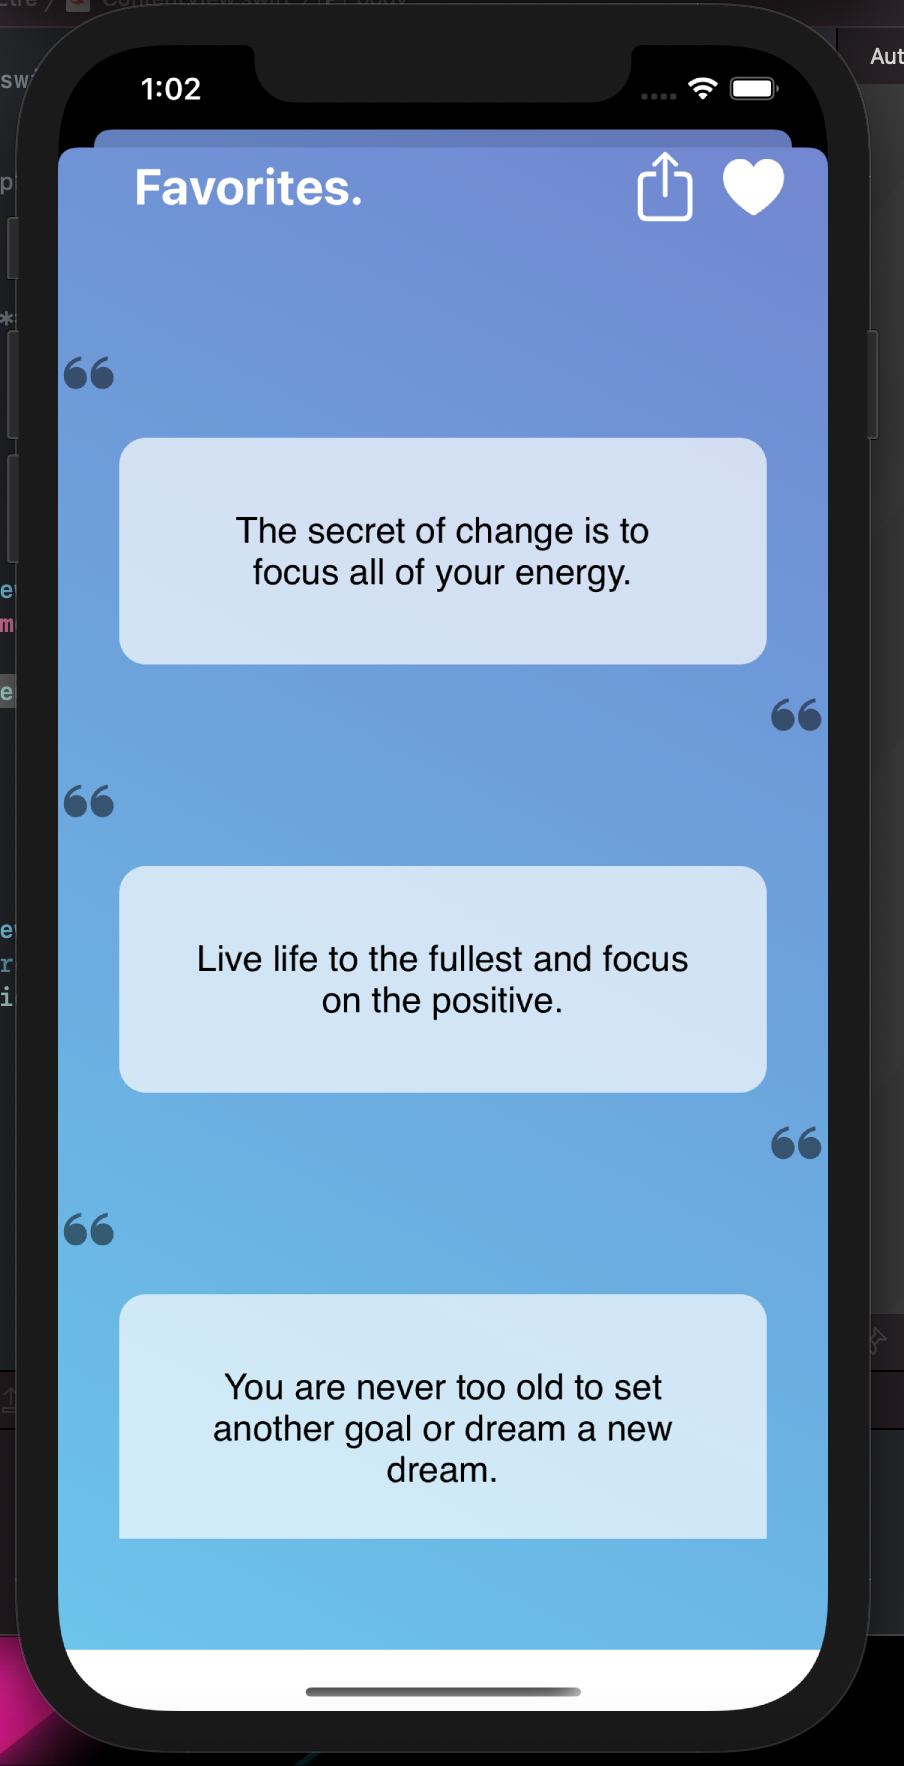 1:02
Aut
Favorites.
“
The secret of change is to
focus all of your energy.
“
“
Live life to the fullest and focus
on the positive.
“
“
You are never too old to set
another goal or dream a new
dream.